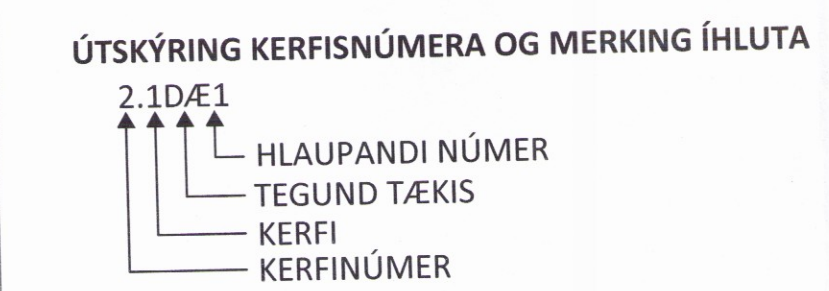 ÚTSKÝRING KERFISNÚMERA OG MERKING ÍHLUTA
2.1DÆ1
HLAUPANDI NÚMER
TEGUND TÆKIS
KERFI
KERFINÚMER